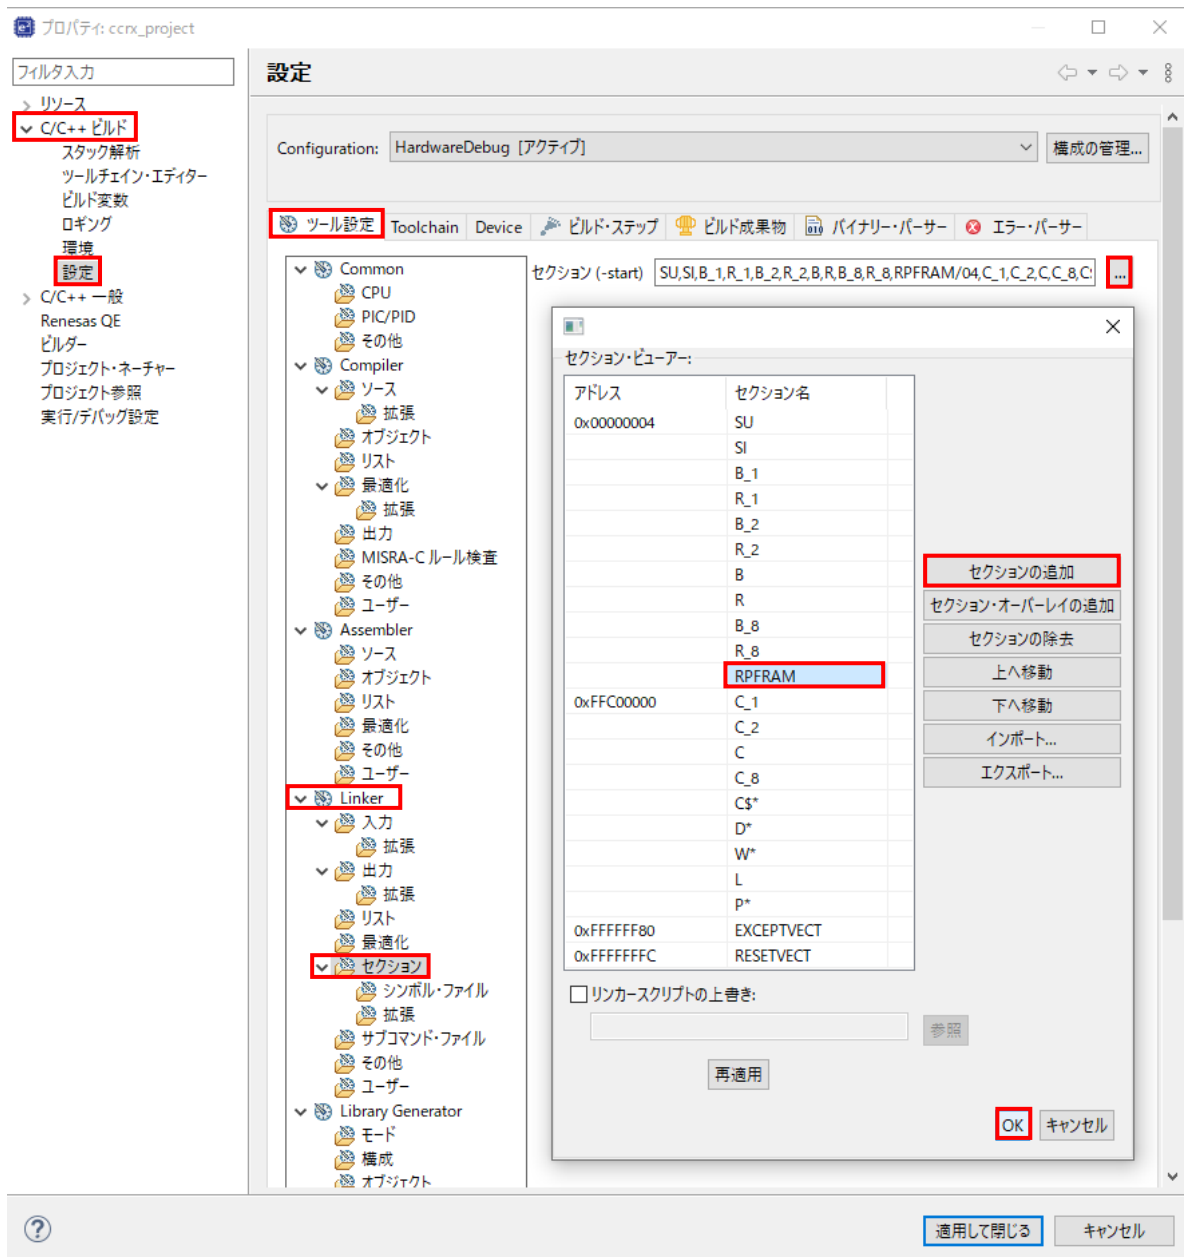 プロパティ: ccrx_project
フィルタ入力
リソース
C/C++ ビルド
スタック解析
ツールチェイン・エディター
ビルド変数
ロギング
環境
設定
C/C++ 一般
Renesas QE
ビルダー
プロジェクト・ネーチャー
プロジェクト参照
実行/デバッグ設定
設定
Configuration: HardwareDebug [アクティブ] 構成の管理...
ツール設定 Toolchain Device ビルド・ステップ ビルド成果物 バイナリー・パーサー エラー・パーサー
Common
CPU
PIC/PID
その他
Compiler
ソース
拡張
オブジェクト
リスト
最適化
拡張
出力
MISRA-C ルール検査
その他
ユーザー
Assembler
ソース
オブジェクト
リスト
最適化
その他
ユーザー
Linker
入力
拡張
出力
拡張
リスト
最適化
セクション
シンボル・ファイル
拡張
サブコマンド・ファイル
その他
ユーザー
Library Generator
モード
構成
オブジェクト
セクション (-start) SU,SI,B_1,R_1,B_2,R_2,B,R,B_8,R_8,RPFRAM/04,C_1,C_2,C,C_8,C ...
セクション・ビューアー:
アドレス セクション名
0x00000004 SU
SI
B_1
R_1
B_2
R_2
B
R
B_8
R_8
RPFRAM
0xFFC00000 C_1
C_2
C
C_8
C$*
D*
W*
L
P*
0xFFFFFF80 EXCEPTVECT
0xFFFFFFFC RESETVECT
セクションの追加
セクション・オーバーレイの追加
セクションの除去
上へ移動
下へ移動
インポート...
エクスポート...
リンカースクリプトの上書き:
参照
再適用
OK キャンセル
適用して閉じる キャンセル